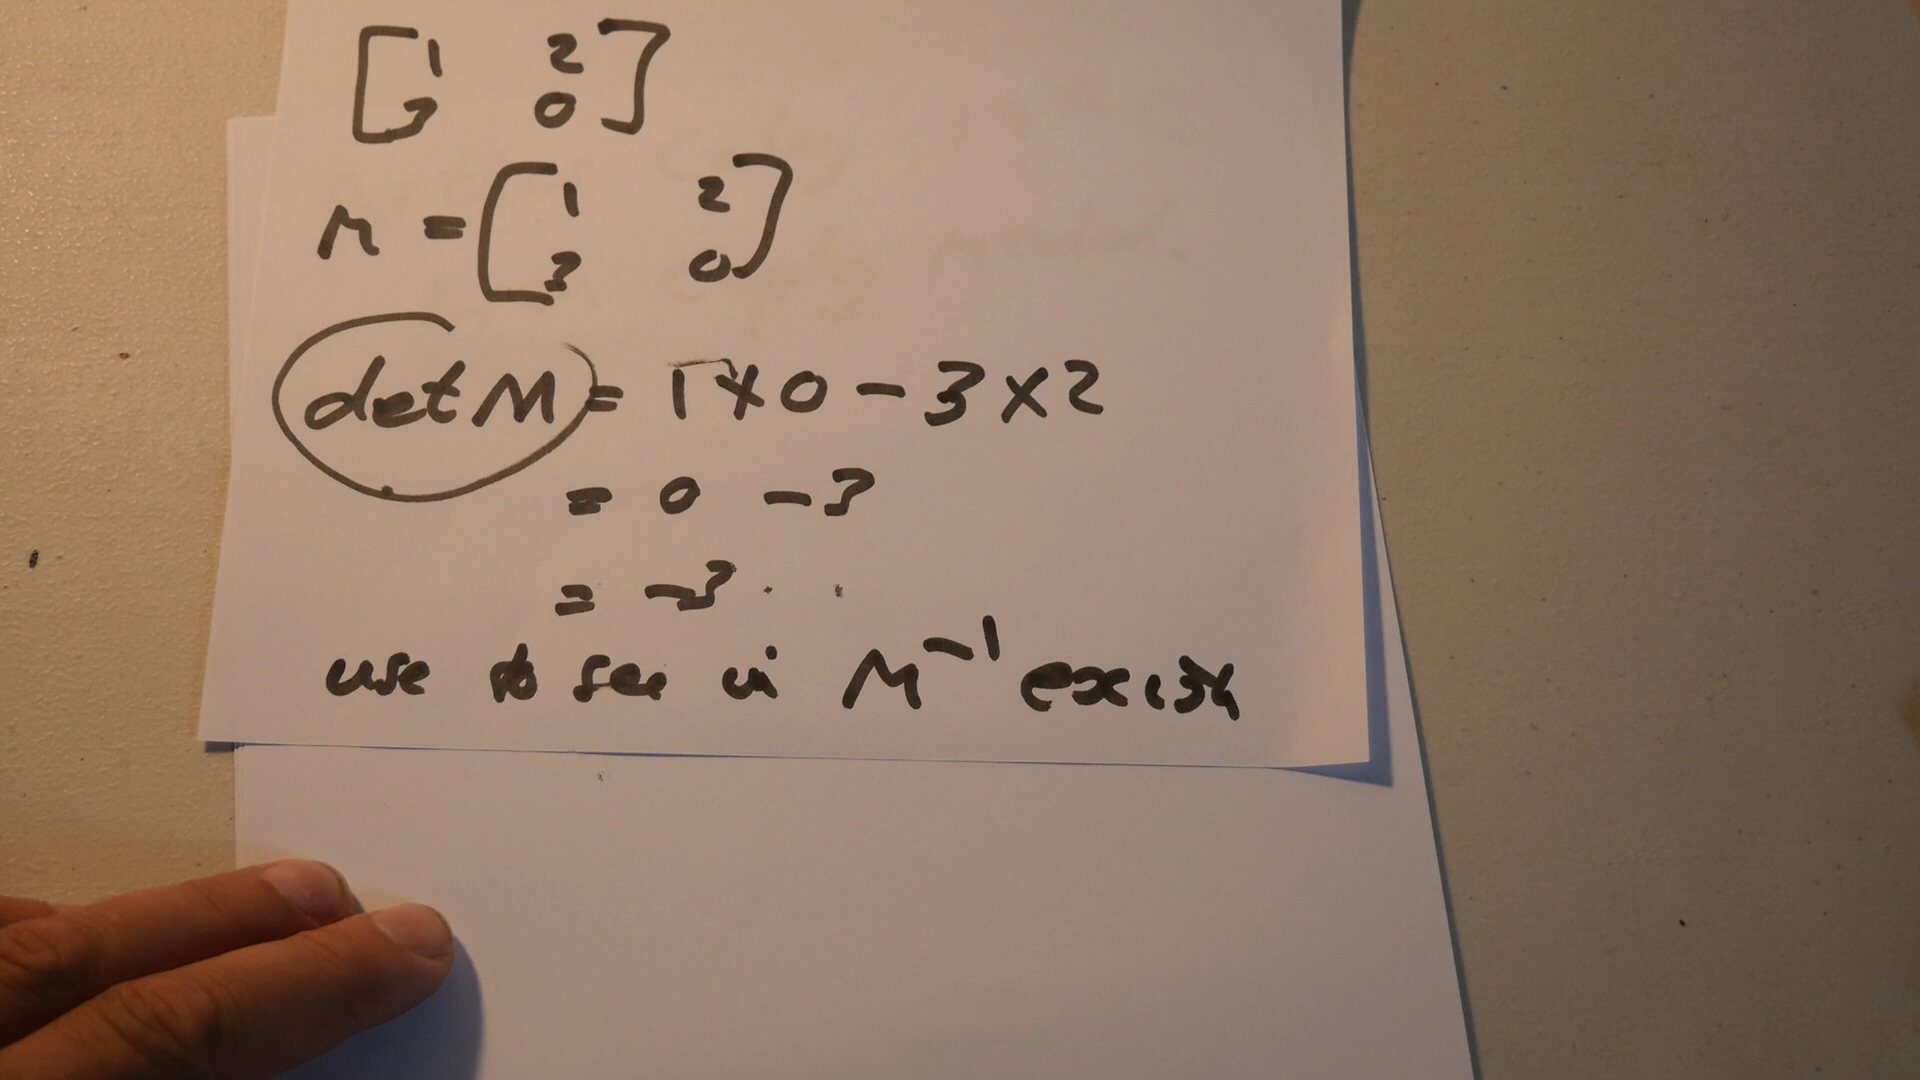 [ 1 2 ]
[ 3 0 ]
M = [ 1 2 ]
[ 3 0 ]
det M = 1 × 0 - 3 × 2
= 0 - 3
= -3.
use to see if M⁻¹ exists